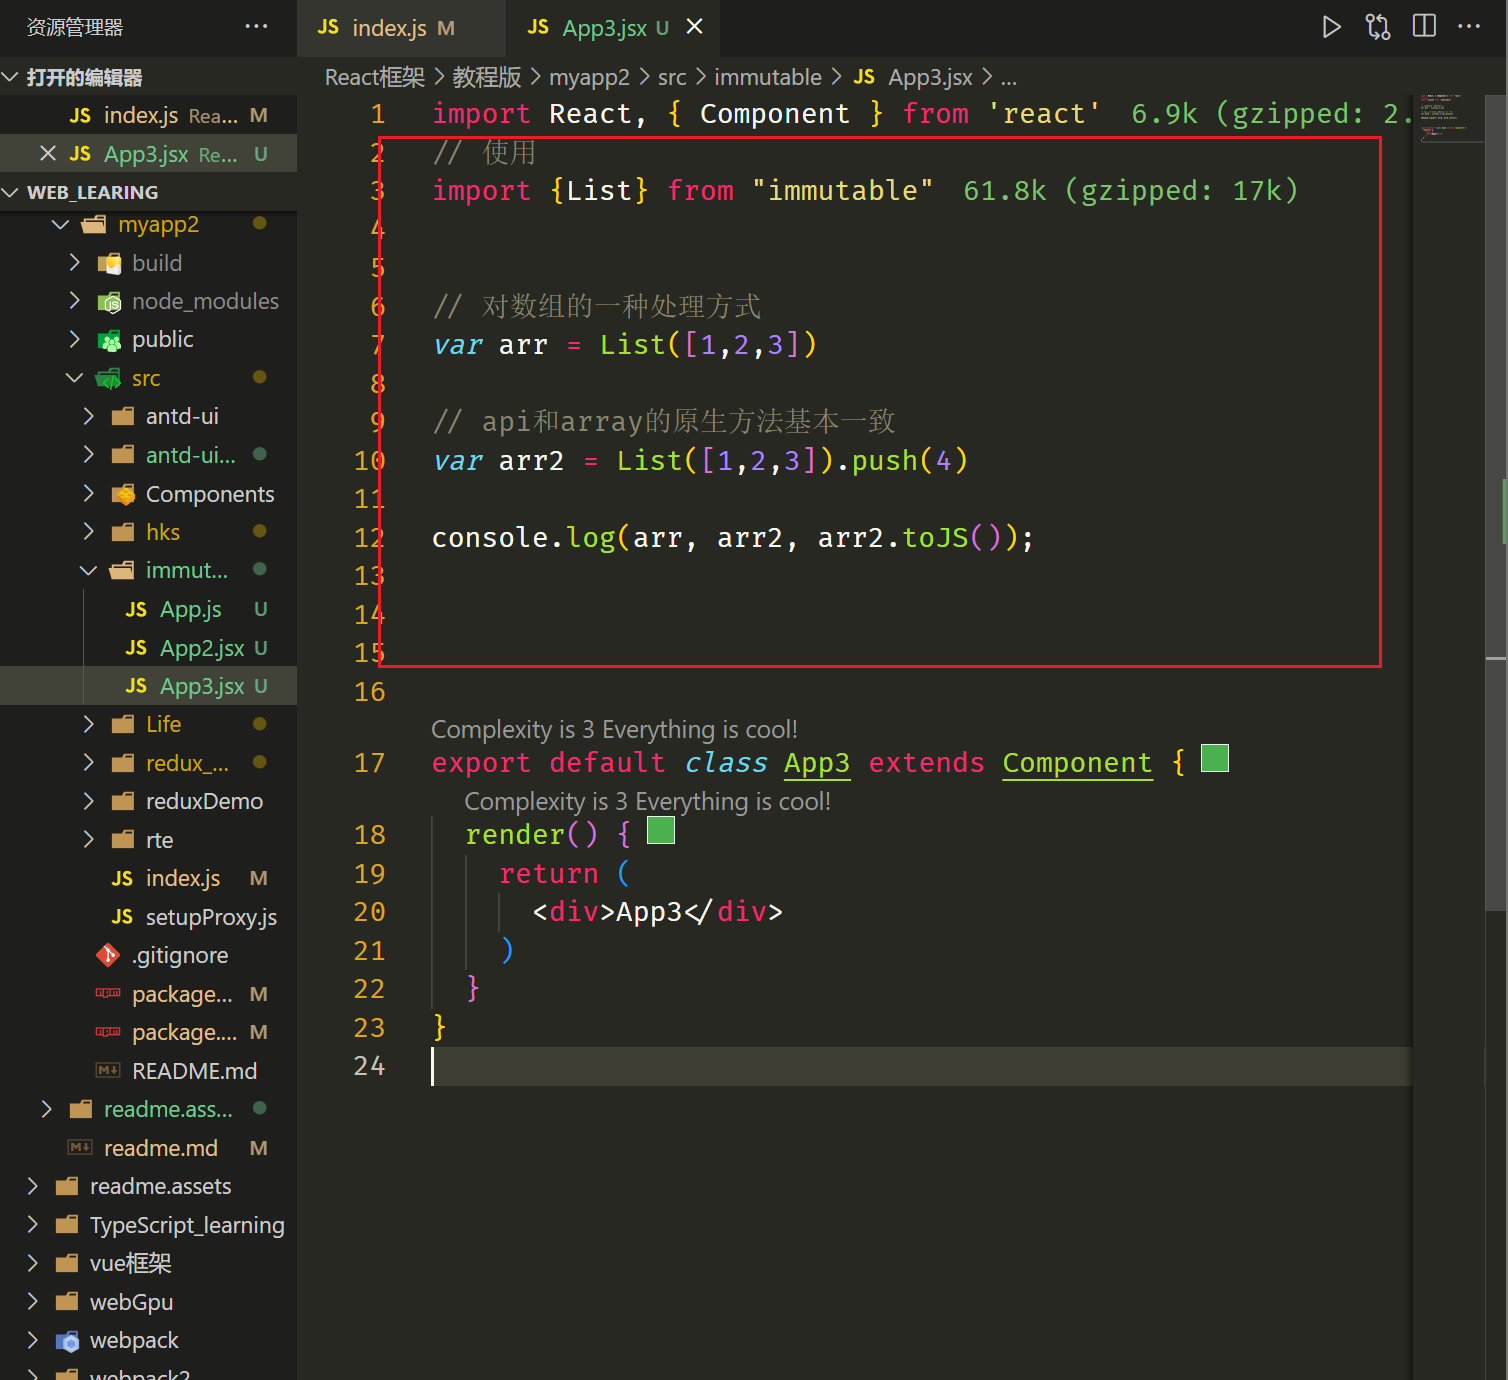 资源管理器 ···
打开的编辑器
JS index.js Rea... M
JS App3.jsx Re... U
WEB_LEARING
myapp2
build
node_modules
public
src
antd-ui
antd-ui...
Components
hks
immut...
JS App.js U
JS App2.jsx U
JS App3.jsx U
Life
redux_...
reduxDemo
rte
JS index.js M
JS setupProxy.js
.gitignore
package... M
package.... M
README.md
readme.ass...
readme.md M
readme.assets
TypeScript_learning
vue框架
webGpu
webpack
webpack2
JS index.js M JS App3.jsx U
React框架 > 教程版 > myapp2 > src > immutable > JS App3.jsx > ...
1 import React, { Component } from 'react' 6.9k (gzipped: 2.
2 // 使用
3 import {List} from "immutable" 61.8k (gzipped: 17k)
4
5
6 // 对数组的一种处理方式
7 var arr = List([1,2,3])
8
9 // api和array的原生方法基本一致
10 var arr2 = List([1,2,3]).push(4)
11
12 console.log(arr, arr2, arr2.toJS());
13
14
15
16
Complexity is 3 Everything is cool!
17 export default class App3 extends Component {
Complexity is 3 Everything is cool!
18 render() {
19 return (
20 <div>App3</div>
21 )
22 }
23 }
24